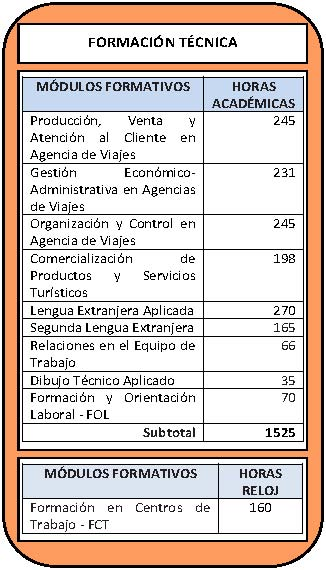 FORMACIÓN TÉCNICA
MÓDULOS FORMATIVOS HORAS
ACADÉMICAS
Producción, Venta y 245
Atención al Cliente en
Agencia de Viajes
Gestión Económico- 231
Administrativa en Agencias
de Viajes
Organización y Control en 245
Agencia de Viajes
Comercialización de 198
Productos y Servicios
Turísticos
Lengua Extranjera Aplicada 270
Segunda Lengua Extranjera 165
Relaciones en el Equipo de 66
Trabajo
Dibujo Técnico Aplicado 35
Formación y Orientación 70
Laboral - FOL
Subtotal 1525
MÓDULOS FORMATIVOS HORAS
RELOJ
Formación en Centros de 160
Trabajo - FCT